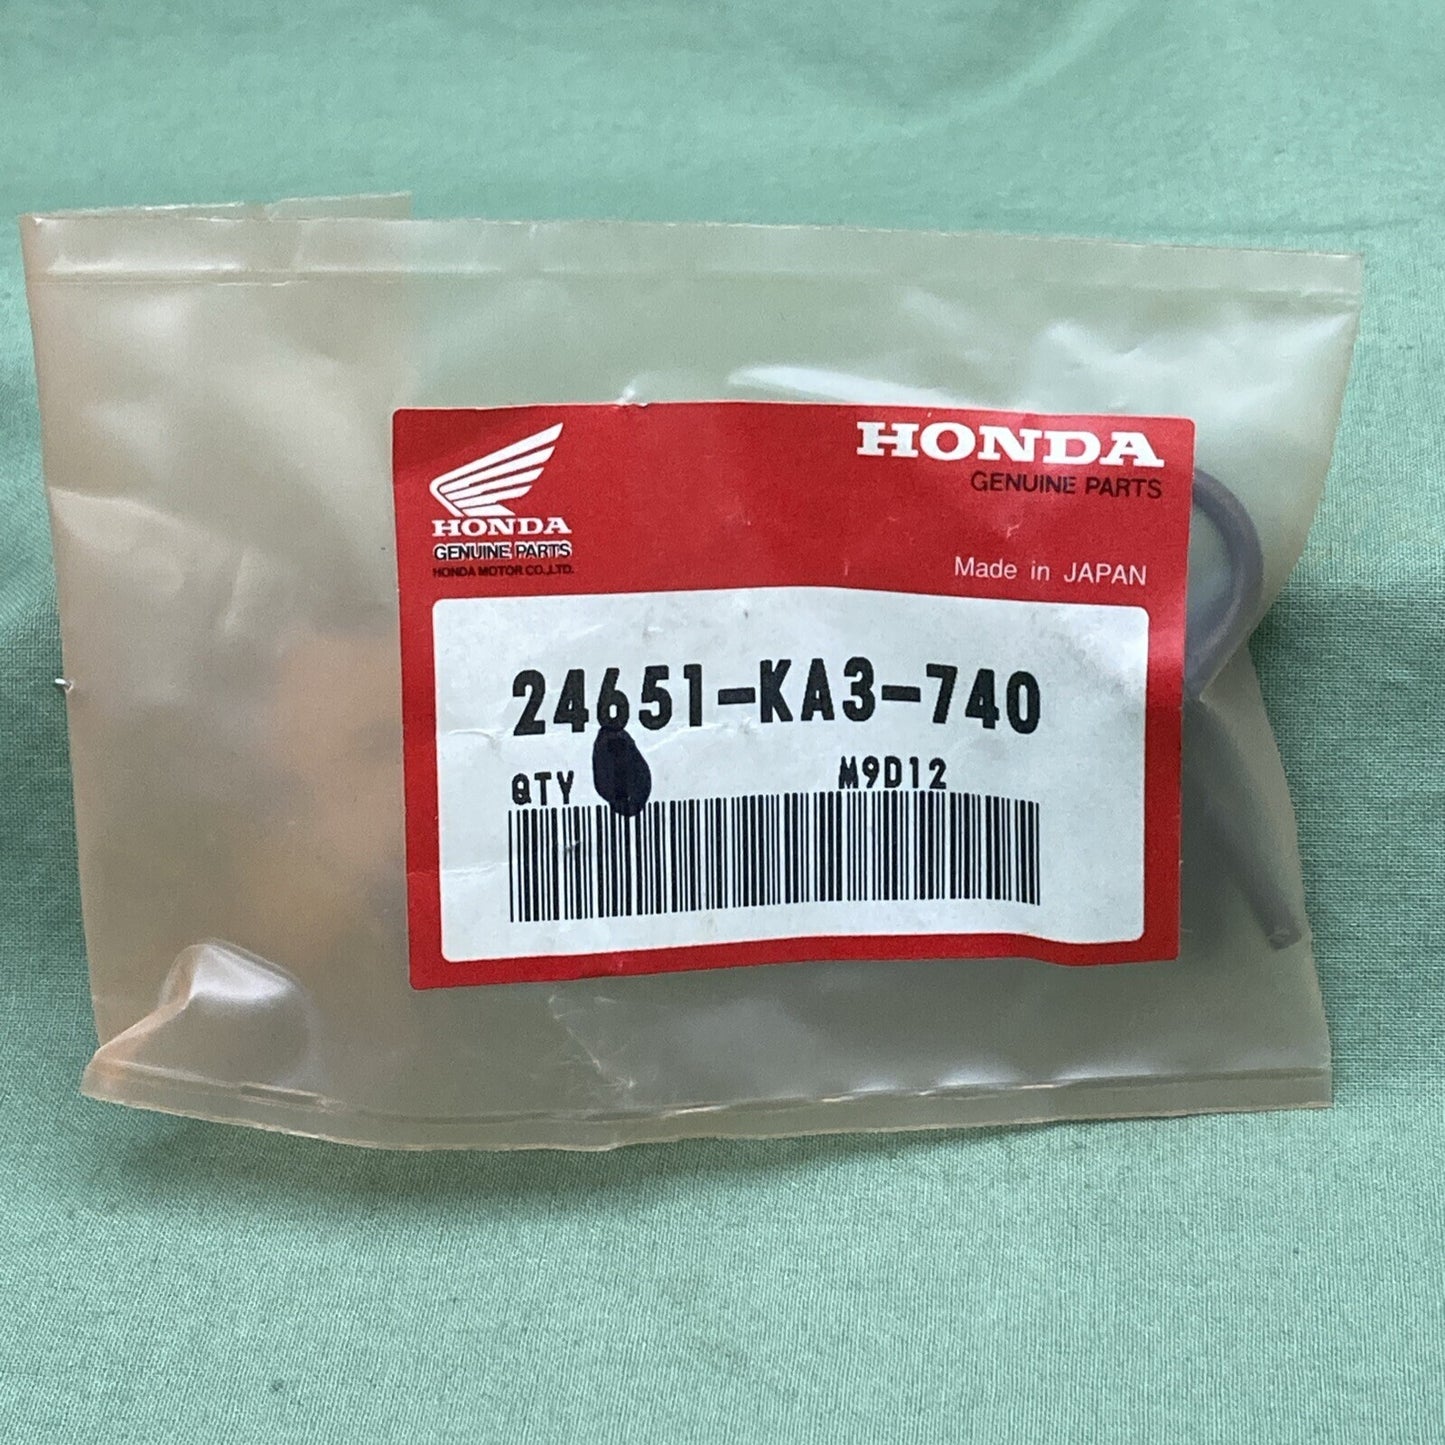 HONDA
GENUINE PARTS
HONDA MOTOR CO.,LTD.
HONDA
GENUINE PARTS
Made in JAPAN
24651-KA3-740
QTY M9D12